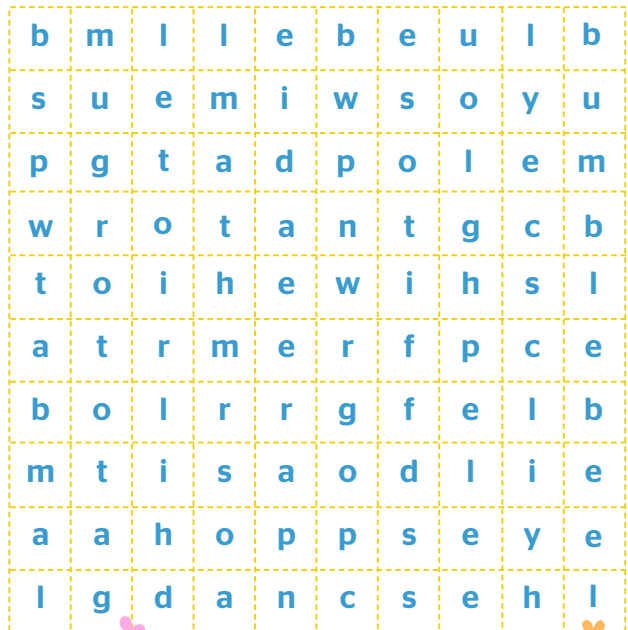 b m l l e b e u l b
s u e m i w s o y u
p g t a d p o l e m
w r o t a n t g c b
t o i h e w i h s l
a t r m e r f p c e
b o l r r g f e l b
m t i s a o d l i e
a a h o p p s e y e
l g d a n c s e h l